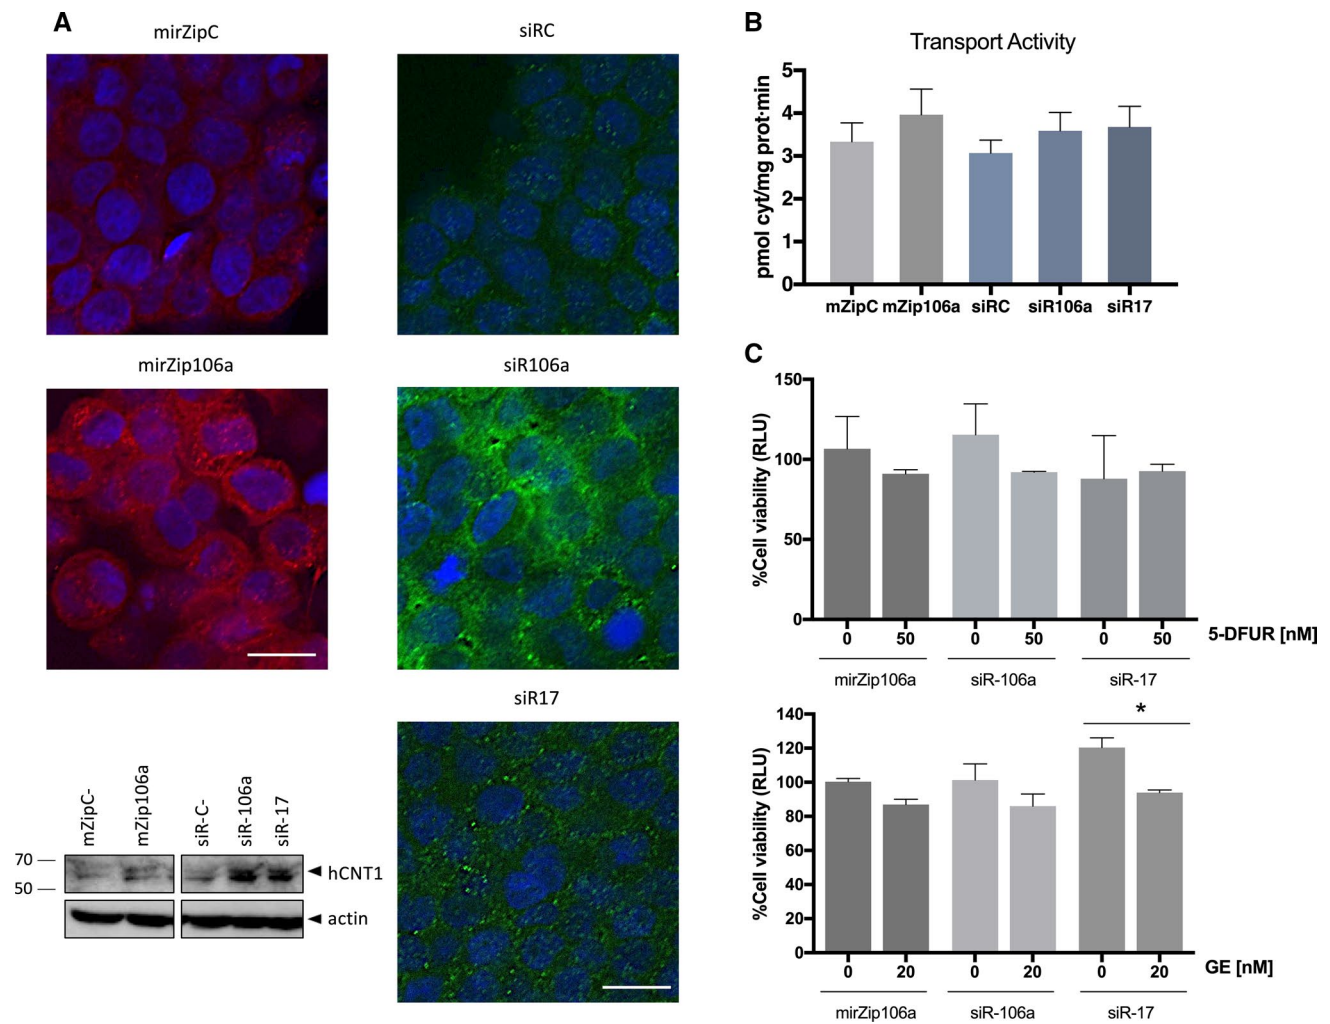 A
mirZipC
siRC
mirZip106a
siR106a
siR17
mZipC-
mZip106a
siR-C-
siR-106a
siR-17
70
50
hCNT1
actin
B
Transport Activity
pmol cyt/mg prot·min
5
4
3
2
1
0
mZipC mZip106a siRC siR106a siR17
C
%Cell viability (RLU)
150
100
50
0
0 50 0 50 0 50
5-DFUR [nM]
mirZip106a siR-106a siR-17
%Cell viability (RLU)
140
120
100
80
60
40
20
0
*
0 20 0 20 0 20
GE [nM]
mirZip106a siR-106a siR-17